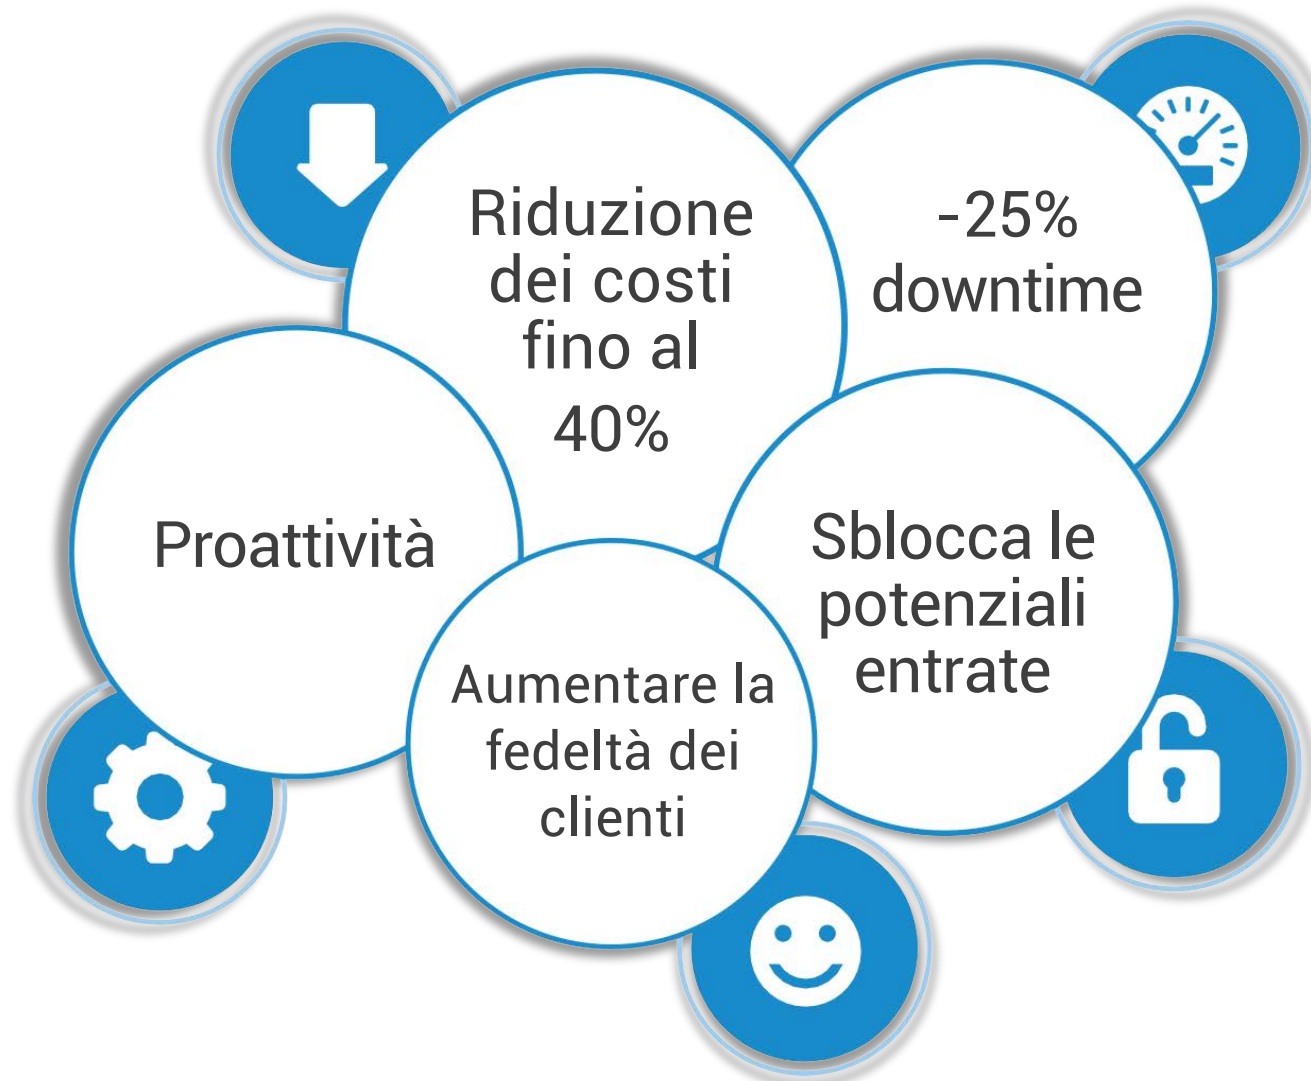 Riduzione
dei costi
fino al
40%
-25%
downtime
Proattività
Sblocca le
potenziali
entrate
Aumentare la
fedeltà dei
clienti